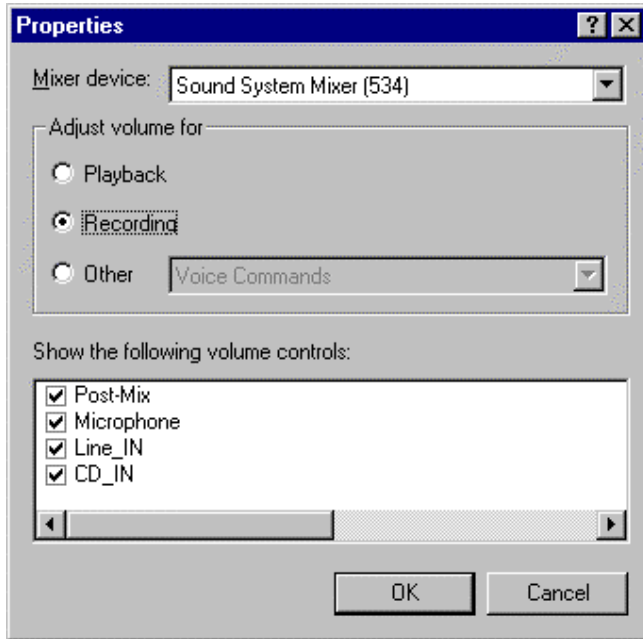 Properties
Mixer device: Sound System Mixer (534)
Adjust volume for
Playback
Recording
Other Voice Commands
Show the following volume controls:
Post-Mix
Microphone
Line_IN
CD_IN
OK Cancel